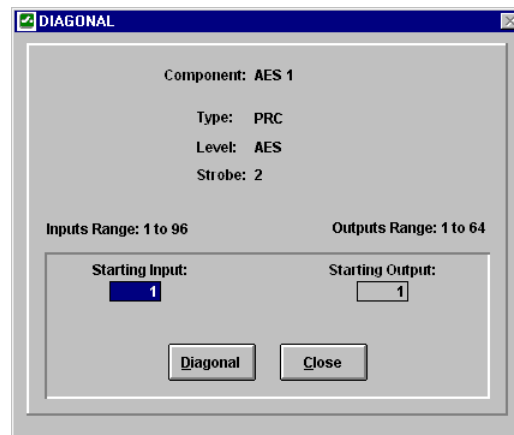 DIAGONAL
Component: AES 1
Type: PRC
Level: AES
Strobe: 2
Inputs Range: 1 to 96 Outputs Range: 1 to 64
Starting Input: Starting Output:
1 1
Diagonal Close